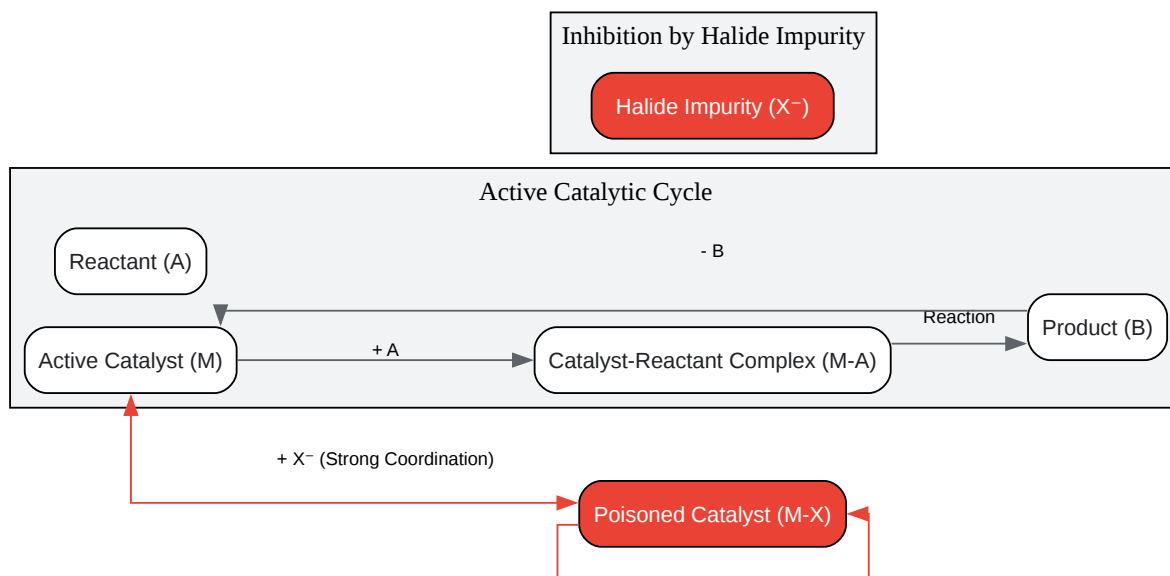 Inhibition by Halide Impurity
Halide Impurity (X⁻)
Active Catalytic Cycle
Reactant (A)
- B
Reaction
Product (B)
Active Catalyst (M)
+ A
Catalyst-Reactant Complex (M-A)
+ X⁻ (Strong Coordination)
Poisoned Catalyst (M-X)